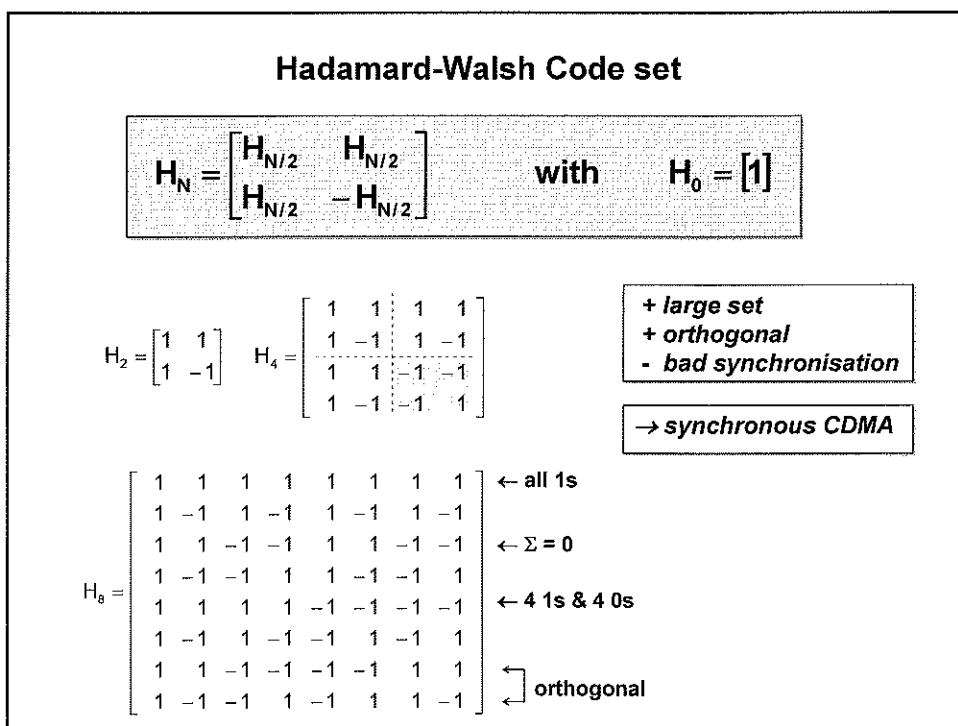 Hadamard-Walsh Code set
H_N = [ H_{N/2} H_{N/2} ; H_{N/2} -H_{N/2} ] with H_0 = [1]
H_2 = [ 1 1 ; 1 -1 ]
H_4 = [ 1 1 1 1 ; 1 -1 1 -1 ; 1 1 -1 -1 ; 1 -1 -1 1 ]
+ large set
+ orthogonal
- bad synchronisation
→ synchronous CDMA
H_8 =
1 1 1 1 1 1 1 1 ← all 1s
1 -1 1 -1 1 -1 1 -1
1 1 -1 -1 1 1 -1 -1 ← Σ = 0
1 -1 -1 1 1 -1 -1 1
1 1 1 1 -1 -1 -1 -1 ← 4 1s & 4 0s
1 -1 1 -1 -1 1 -1 1
1 1 -1 -1 -1 -1 1 1 ←
1 -1 -1 1 -1 1 1 -1 ← orthogonal